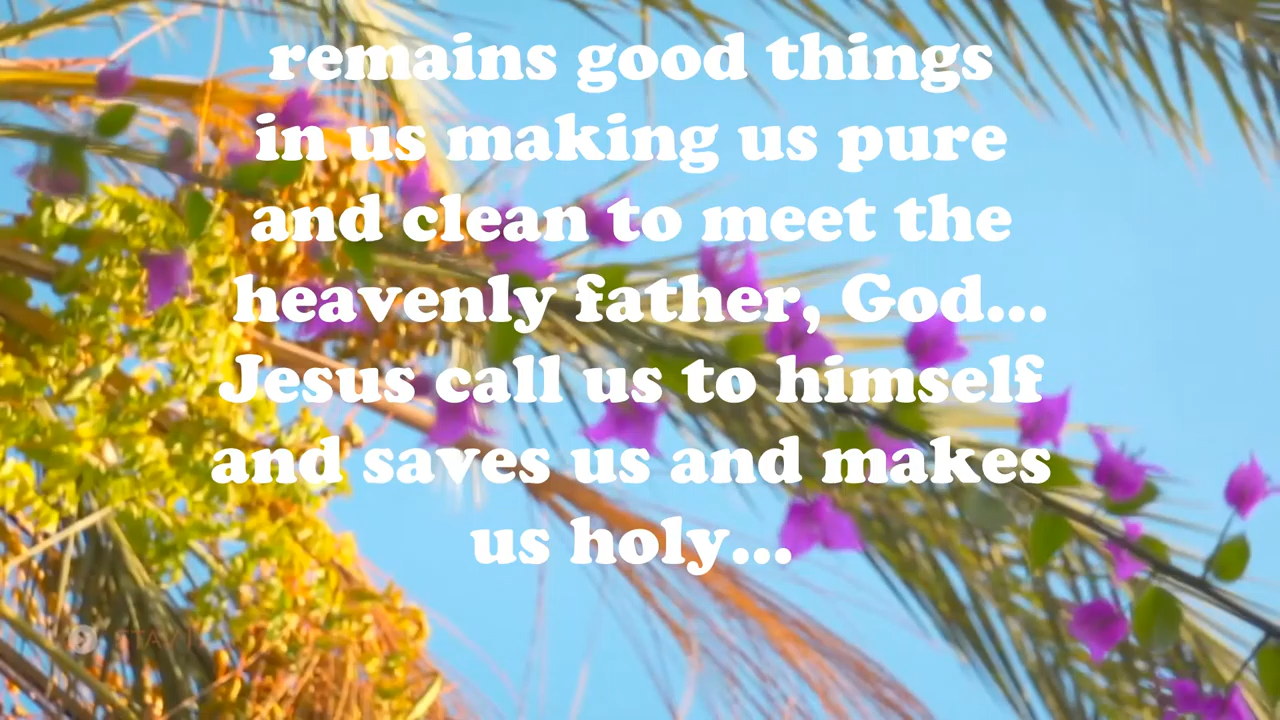 remains good things
in us making us pure
and clean to meet the
heavenly father, God...
Jesus call us to himself
and saves us and makes
us holy...